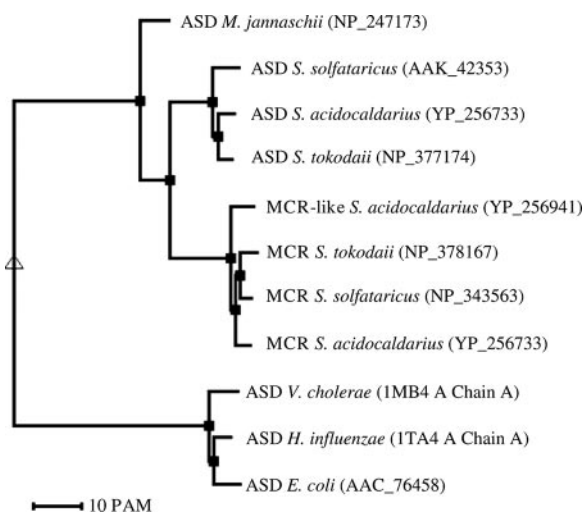 ASD M. jannaschii (NP_247173)
ASD S. solfataricus (AAK_42353)
ASD S. acidocaldarius (YP_256733)
ASD S. tokodaii (NP_377174)
MCR-like S. acidocaldarius (YP_256941)
MCR S. tokodaii (NP_378167)
MCR S. solfataricus (NP_343563)
MCR S. acidocaldarius (YP_256733)
ASD V. cholerae (1MB4 A Chain A)
ASD H. influenzae (1TA4 A Chain A)
ASD E. coli (AAC_76458)
10 PAM